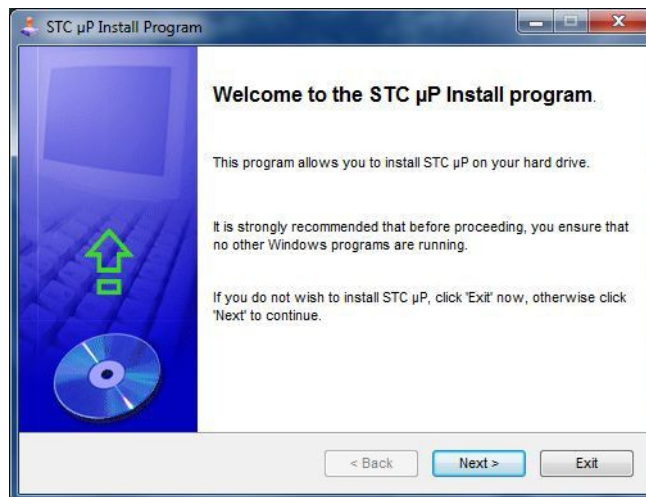 STC µP Install Program
Welcome to the STC µP Install program.
This program allows you to install STC µP on your hard drive.
It is strongly recommended that before proceeding, you ensure that
no other Windows programs are running.
If you do not wish to install STC µP, click 'Exit' now, otherwise click
'Next' to continue.
< Back
Next >
Exit